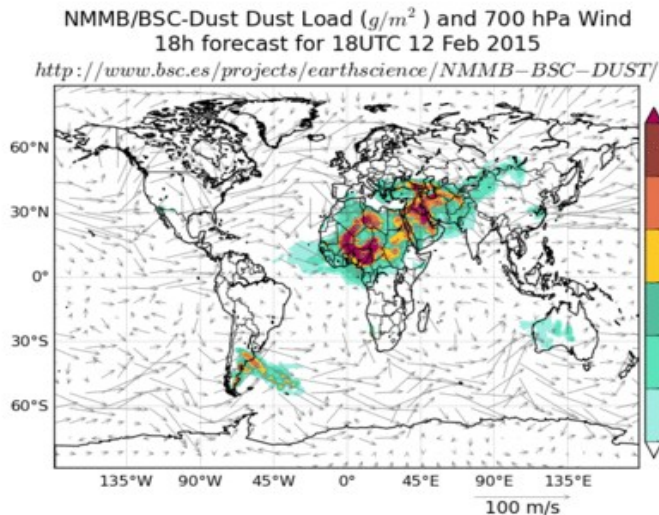 NMMB/BSC-Dust Dust Load (g/m²) and 700 hPa Wind
18h forecast for 18UTC 12 Feb 2015
http://www.bsc.es/projects/earthscience/NMMB−BSC−DUST/
60°N
30°N
0°
30°S
60°S
135°W 90°W 45°W 0° 45°E 90°E 135°E
100 m/s